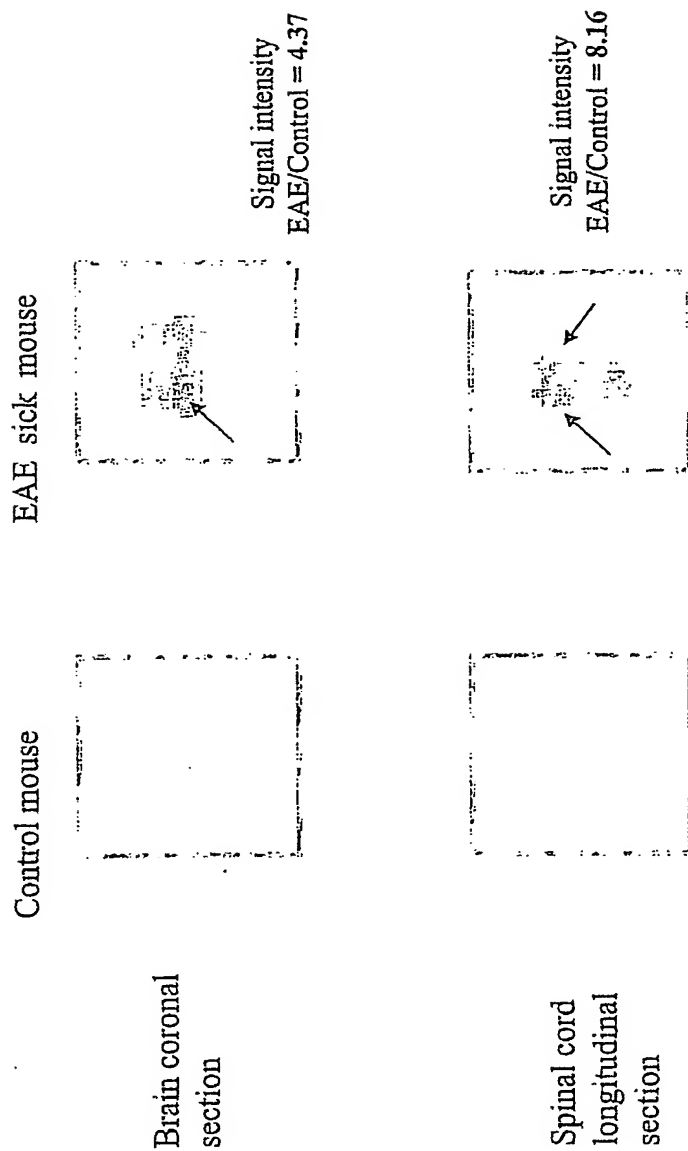 Control mouse
EAE sick mouse
Brain coronal
section
Signal intensity
EAE/Control = 4.37
Spinal cord
longitudinal
section
Signal intensity
EAE/Control = 8.16